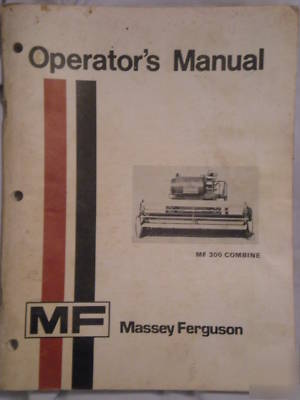 Operator's Manual
MF 300 COMBINE
MF
Massey Ferguson